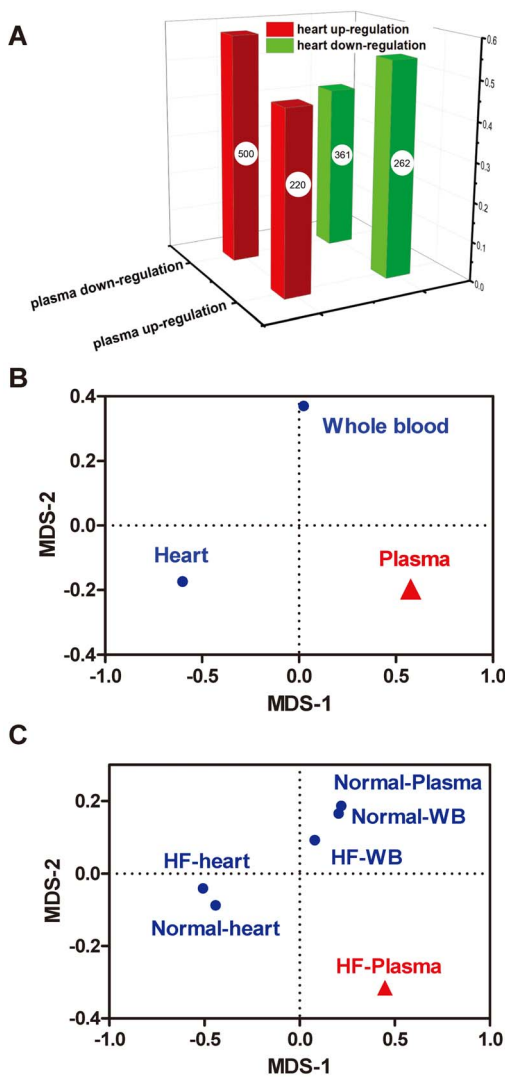 A
heart up-regulation
heart down-regulation
0.6
0.5
0.4
0.3
0.2
0.1
0.0
500
220
361
262
plasma down-regulation
plasma up-regulation
B
0.4
0.2
0.0
-0.2
-0.4
MDS-2
Whole blood
Heart
Plasma
-1.0 -0.5 0.0 0.5 1.0
MDS-1
C
0.2
0.0
-0.2
-0.4
MDS-2
Normal-Plasma
Normal-WB
HF-WB
HF-heart
Normal-heart
HF-Plasma
-1.0 -0.5 0.0 0.5 1.0
MDS-1